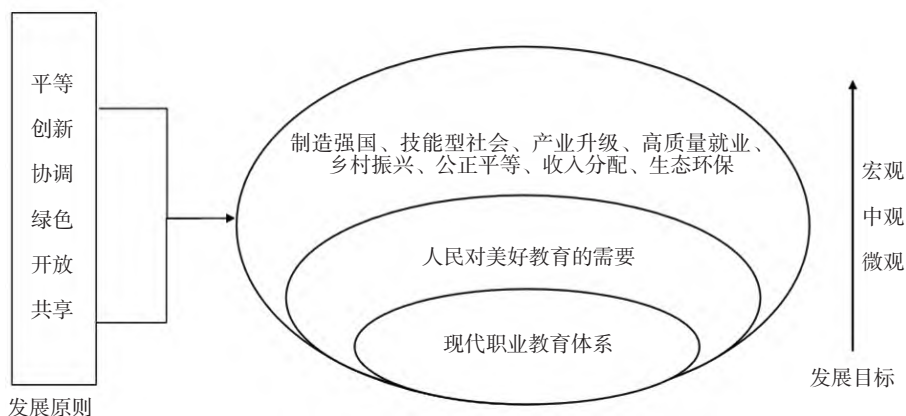 平等
创新
协调
绿色
开放
共享
发展原则
制造强国、技能型社会、产业升级、高质量就业、
乡村振兴、公正平等、收入分配、生态环保
人民对美好教育的需要
现代职业教育体系
宏观
中观
微观
发展目标